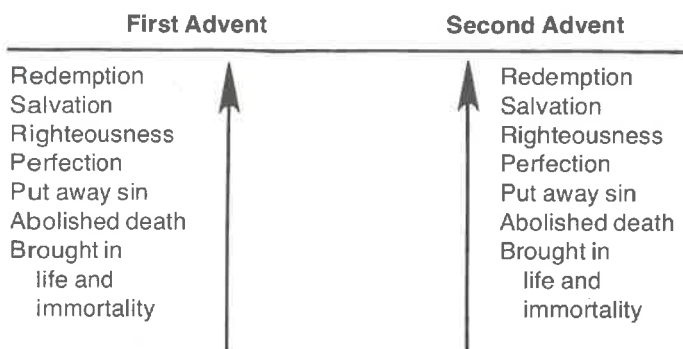 First Advent
Second Advent
Redemption
Salvation
Righteousness
Perfection
Put away sin
Abolished death
Brought in
life and
immortality
Redemption
Salvation
Righteousness
Perfection
Put away sin
Abolished death
Brought in
life and
immortality